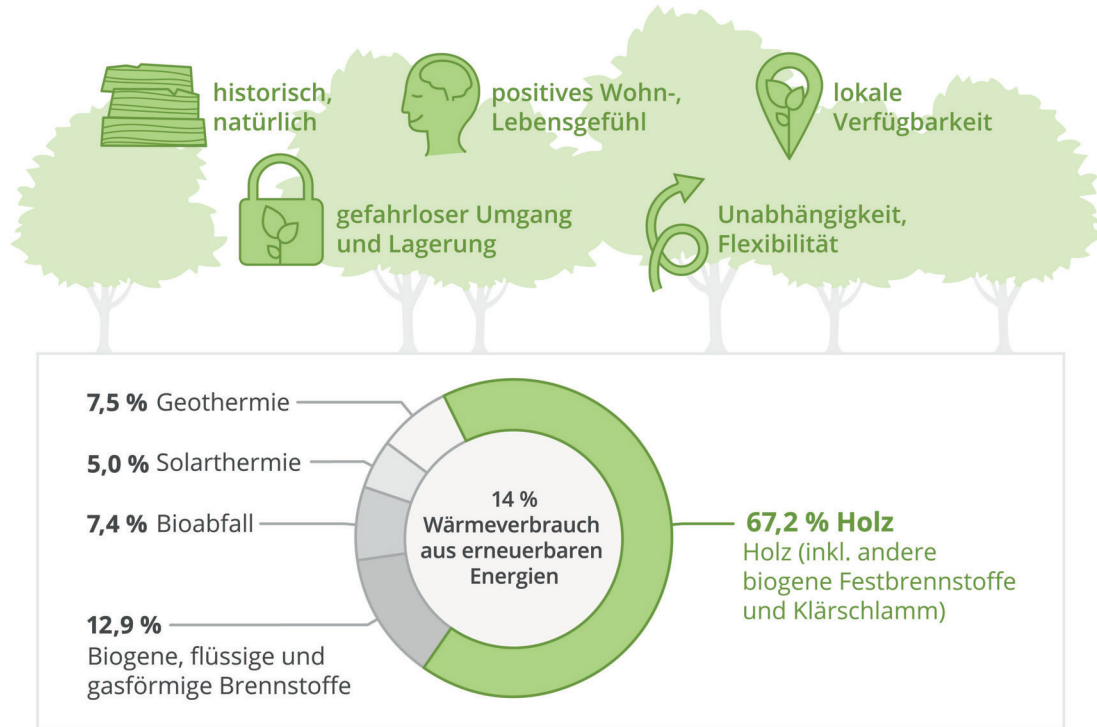 historisch,
natürlich
positives Wohn-,
Lebensgefühl
lokale
Verfügbarkeit
gefahrloser Umgang
und Lagerung
Unabhängigkeit,
Flexibilität
7,5 % Geothermie
5,0 % Solarthermie
7,4 % Bioabfall
12,9 %
Biogene, flüssige und
gasförmige Brennstoffe
14 %
Wärmeverbrauch
aus erneuerbaren
Energien
67,2 % Holz
Holz (inkl. andere
biogene Festbrennstoffe
und Klärschlamm)